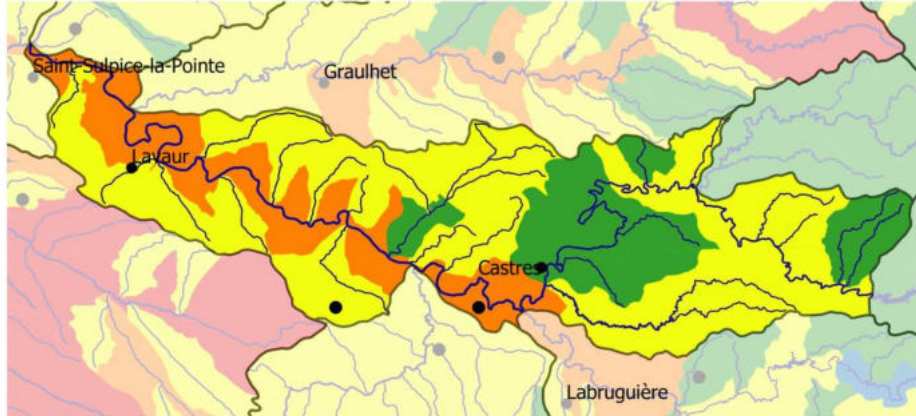 Saint-Sulpice-la-Pointe
Graulhet
Lavaur
Castres
Labruguière